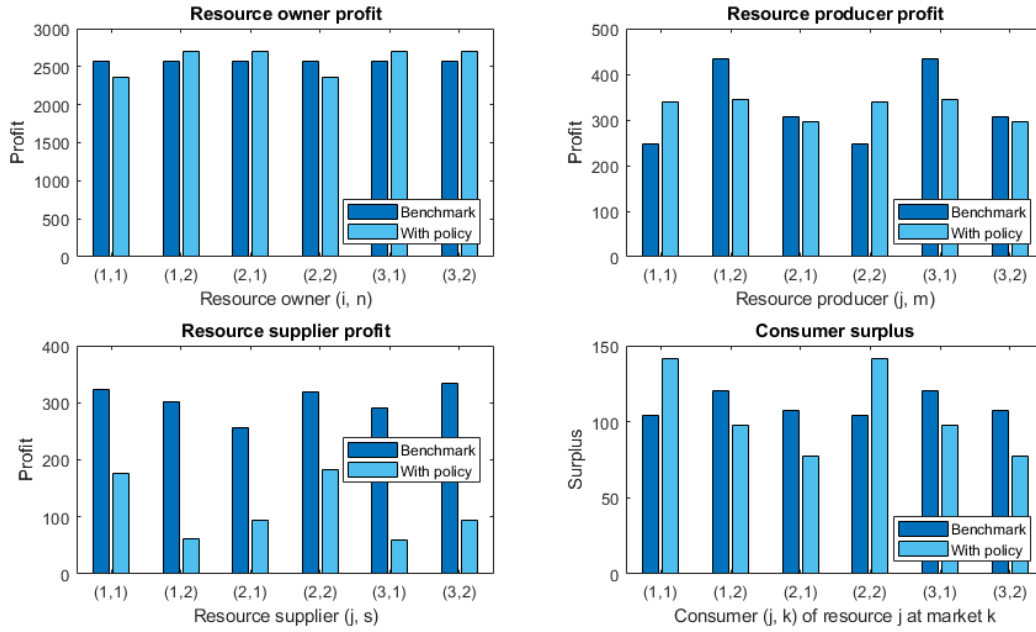 Resource owner profit
3000
2500
2000
1500
1000
500
0
Profit
Benchmark
With policy
(1,1) (1,2) (2,1) (2,2) (3,1) (3,2)
Resource owner (i, n)
Resource producer profit
500
400
300
200
100
0
Profit
Benchmark
With policy
(1,1) (1,2) (2,1) (2,2) (3,1) (3,2)
Resource producer (j, m)
Resource supplier profit
400
300
200
100
0
Profit
Benchmark
With policy
(1,1) (1,2) (2,1) (2,2) (3,1) (3,2)
Resource supplier (j, s)
Consumer surplus
150
100
50
0
Surplus
Benchmark
With policy
(1,1) (1,2) (2,1) (2,2) (3,1) (3,2)
Consumer (j, k) of resource j at market k